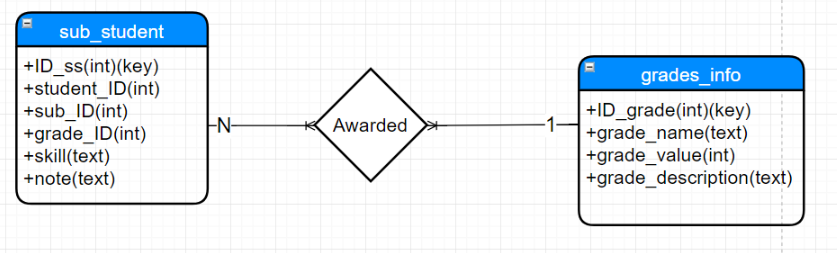 sub_student
+ID_ss(int)(key)
+student_ID(int)
+sub_ID(int)
+grade_ID(int)
+skill(text)
+note(text)
N
Awarded
1
grades_info
+ID_grade(int)(key)
+grade_name(text)
+grade_value(int)
+grade_description(text)